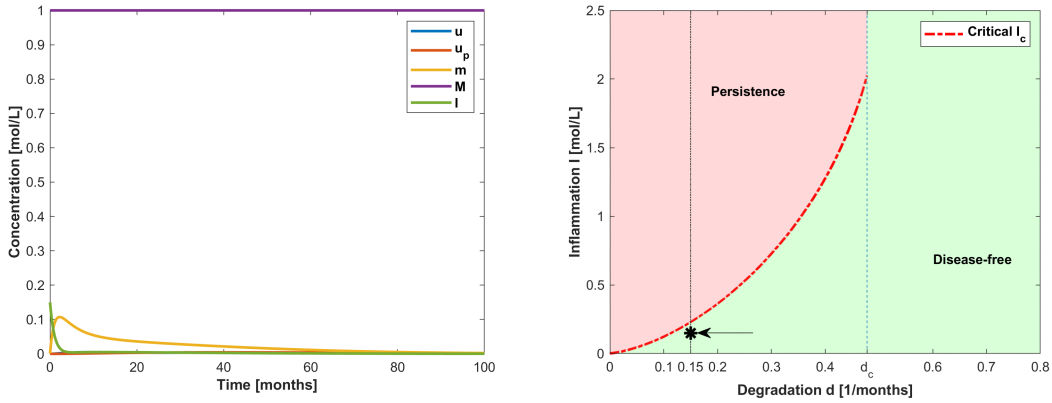 Concentration [mol/L]
1
0.9
0.8
0.7
0.6
0.5
0.4
0.3
0.2
0.1
0
u
u_p
m
M
I
0 20 40 60 80 100
Time [months]
Inflammation I [mol/L]
2.5
2
1.5
1
0.5
0
Critical I_c
Persistence
Disease-free
0 0.1 0.15 0.2 0.3 0.4 d_c 0.6 0.7 0.8
Degradation d [1/months]